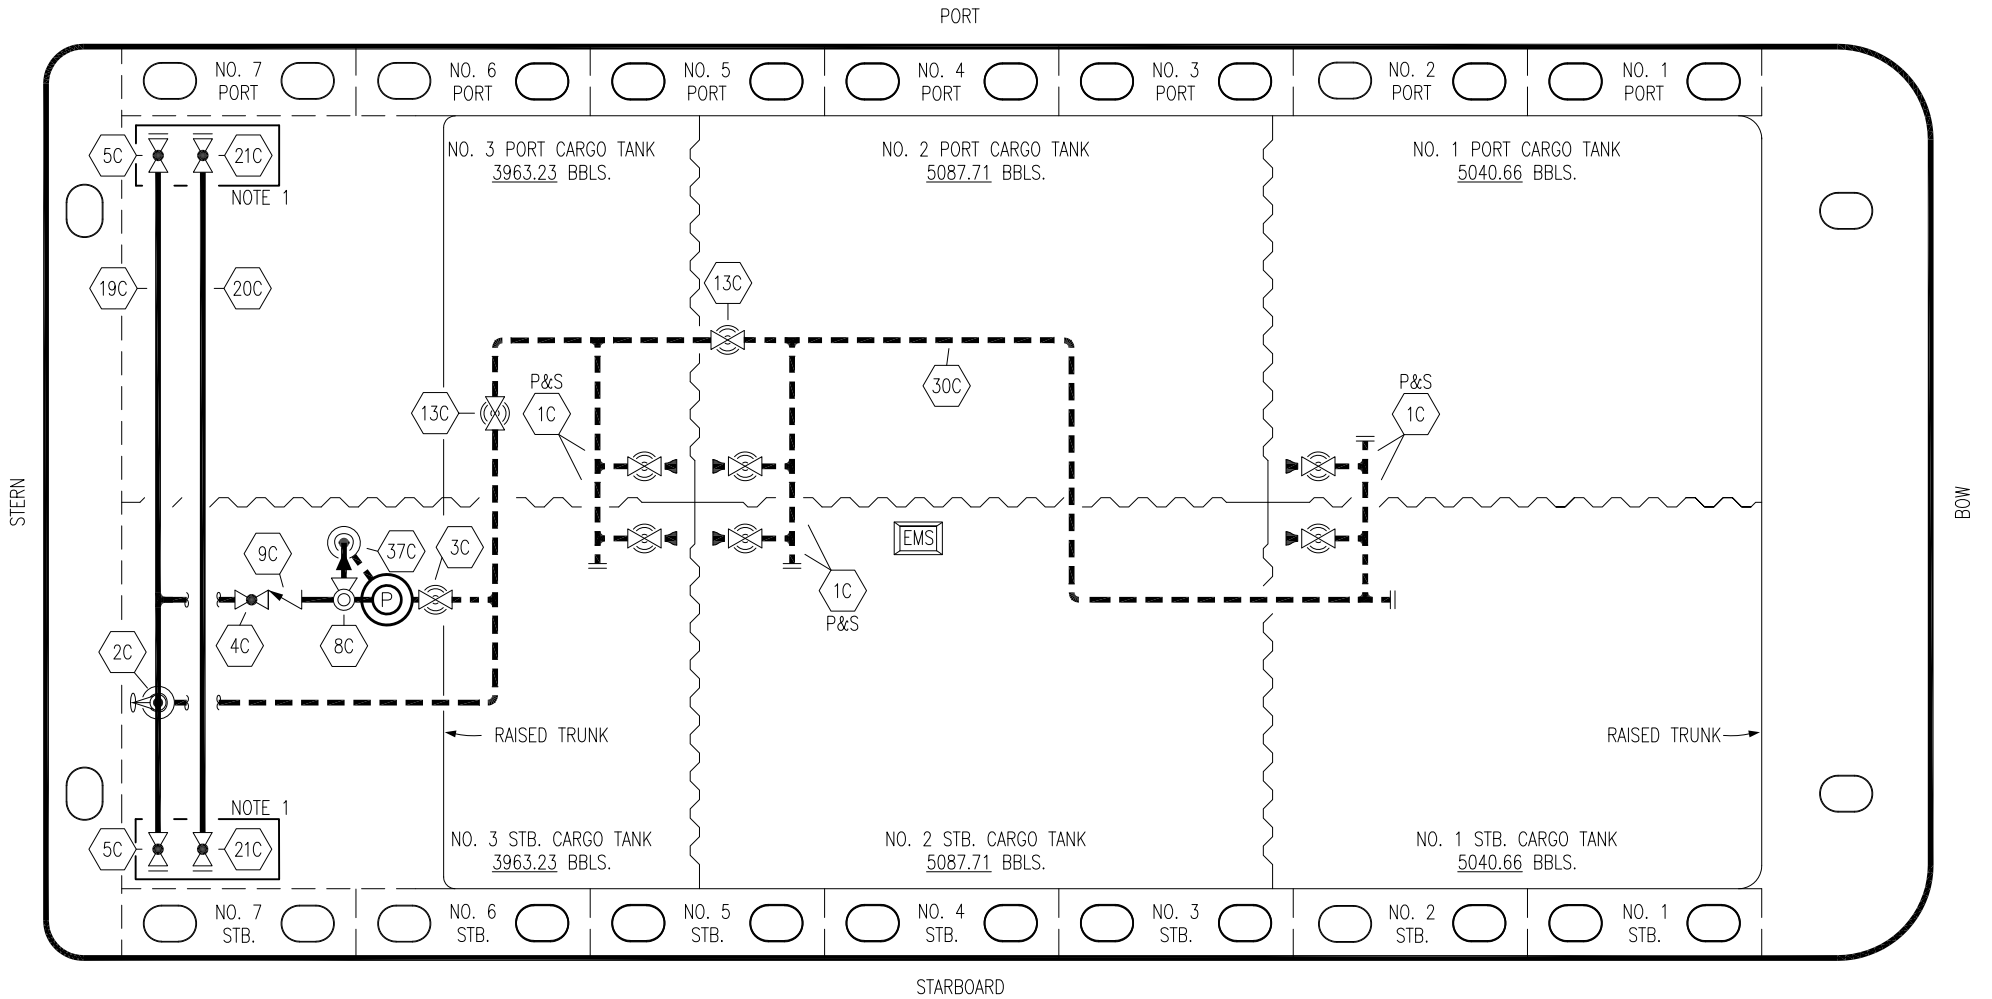 PORT
NO. 7
PORT
NO. 6
PORT
NO. 5
PORT
NO. 4
PORT
NO. 3
PORT
NO. 2
PORT
NO. 1
PORT
5C
21C
NOTE 1
NO. 3 PORT CARGO TANK
3963.23 BBLS.
NO. 2 PORT CARGO TANK
5087.71 BBLS.
NO. 1 PORT CARGO TANK
5040.66 BBLS.
19C
20C
13C
13C
P&S
1C
30C
P&S
1C
STERN
BOW
9C
37C
3C
P
EMS
4C
8C
1C
P&S
2C
RAISED TRUNK
RAISED TRUNK
NOTE 1
5C
21C
NO. 3 STB. CARGO TANK
3963.23 BBLS.
NO. 2 STB. CARGO TANK
5087.71 BBLS.
NO. 1 STB. CARGO TANK
5040.66 BBLS.
NO. 7
STB.
NO. 6
STB.
NO. 5
STB.
NO. 4
STB.
NO. 3
STB.
NO. 2
STB.
NO. 1
STB.
STARBOARD